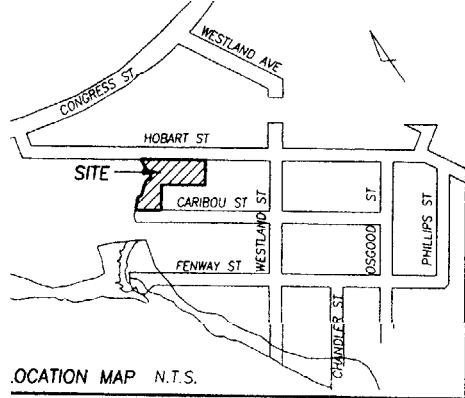 WESTLAND AVE
CONGRESS ST.
HOBART ST
SITE
CARIBOU ST
WESTLAND ST
OSGOOD ST
PHILLIPS ST
FENWAY ST
CHANDLER ST
.OCATION MAP N.T.S.